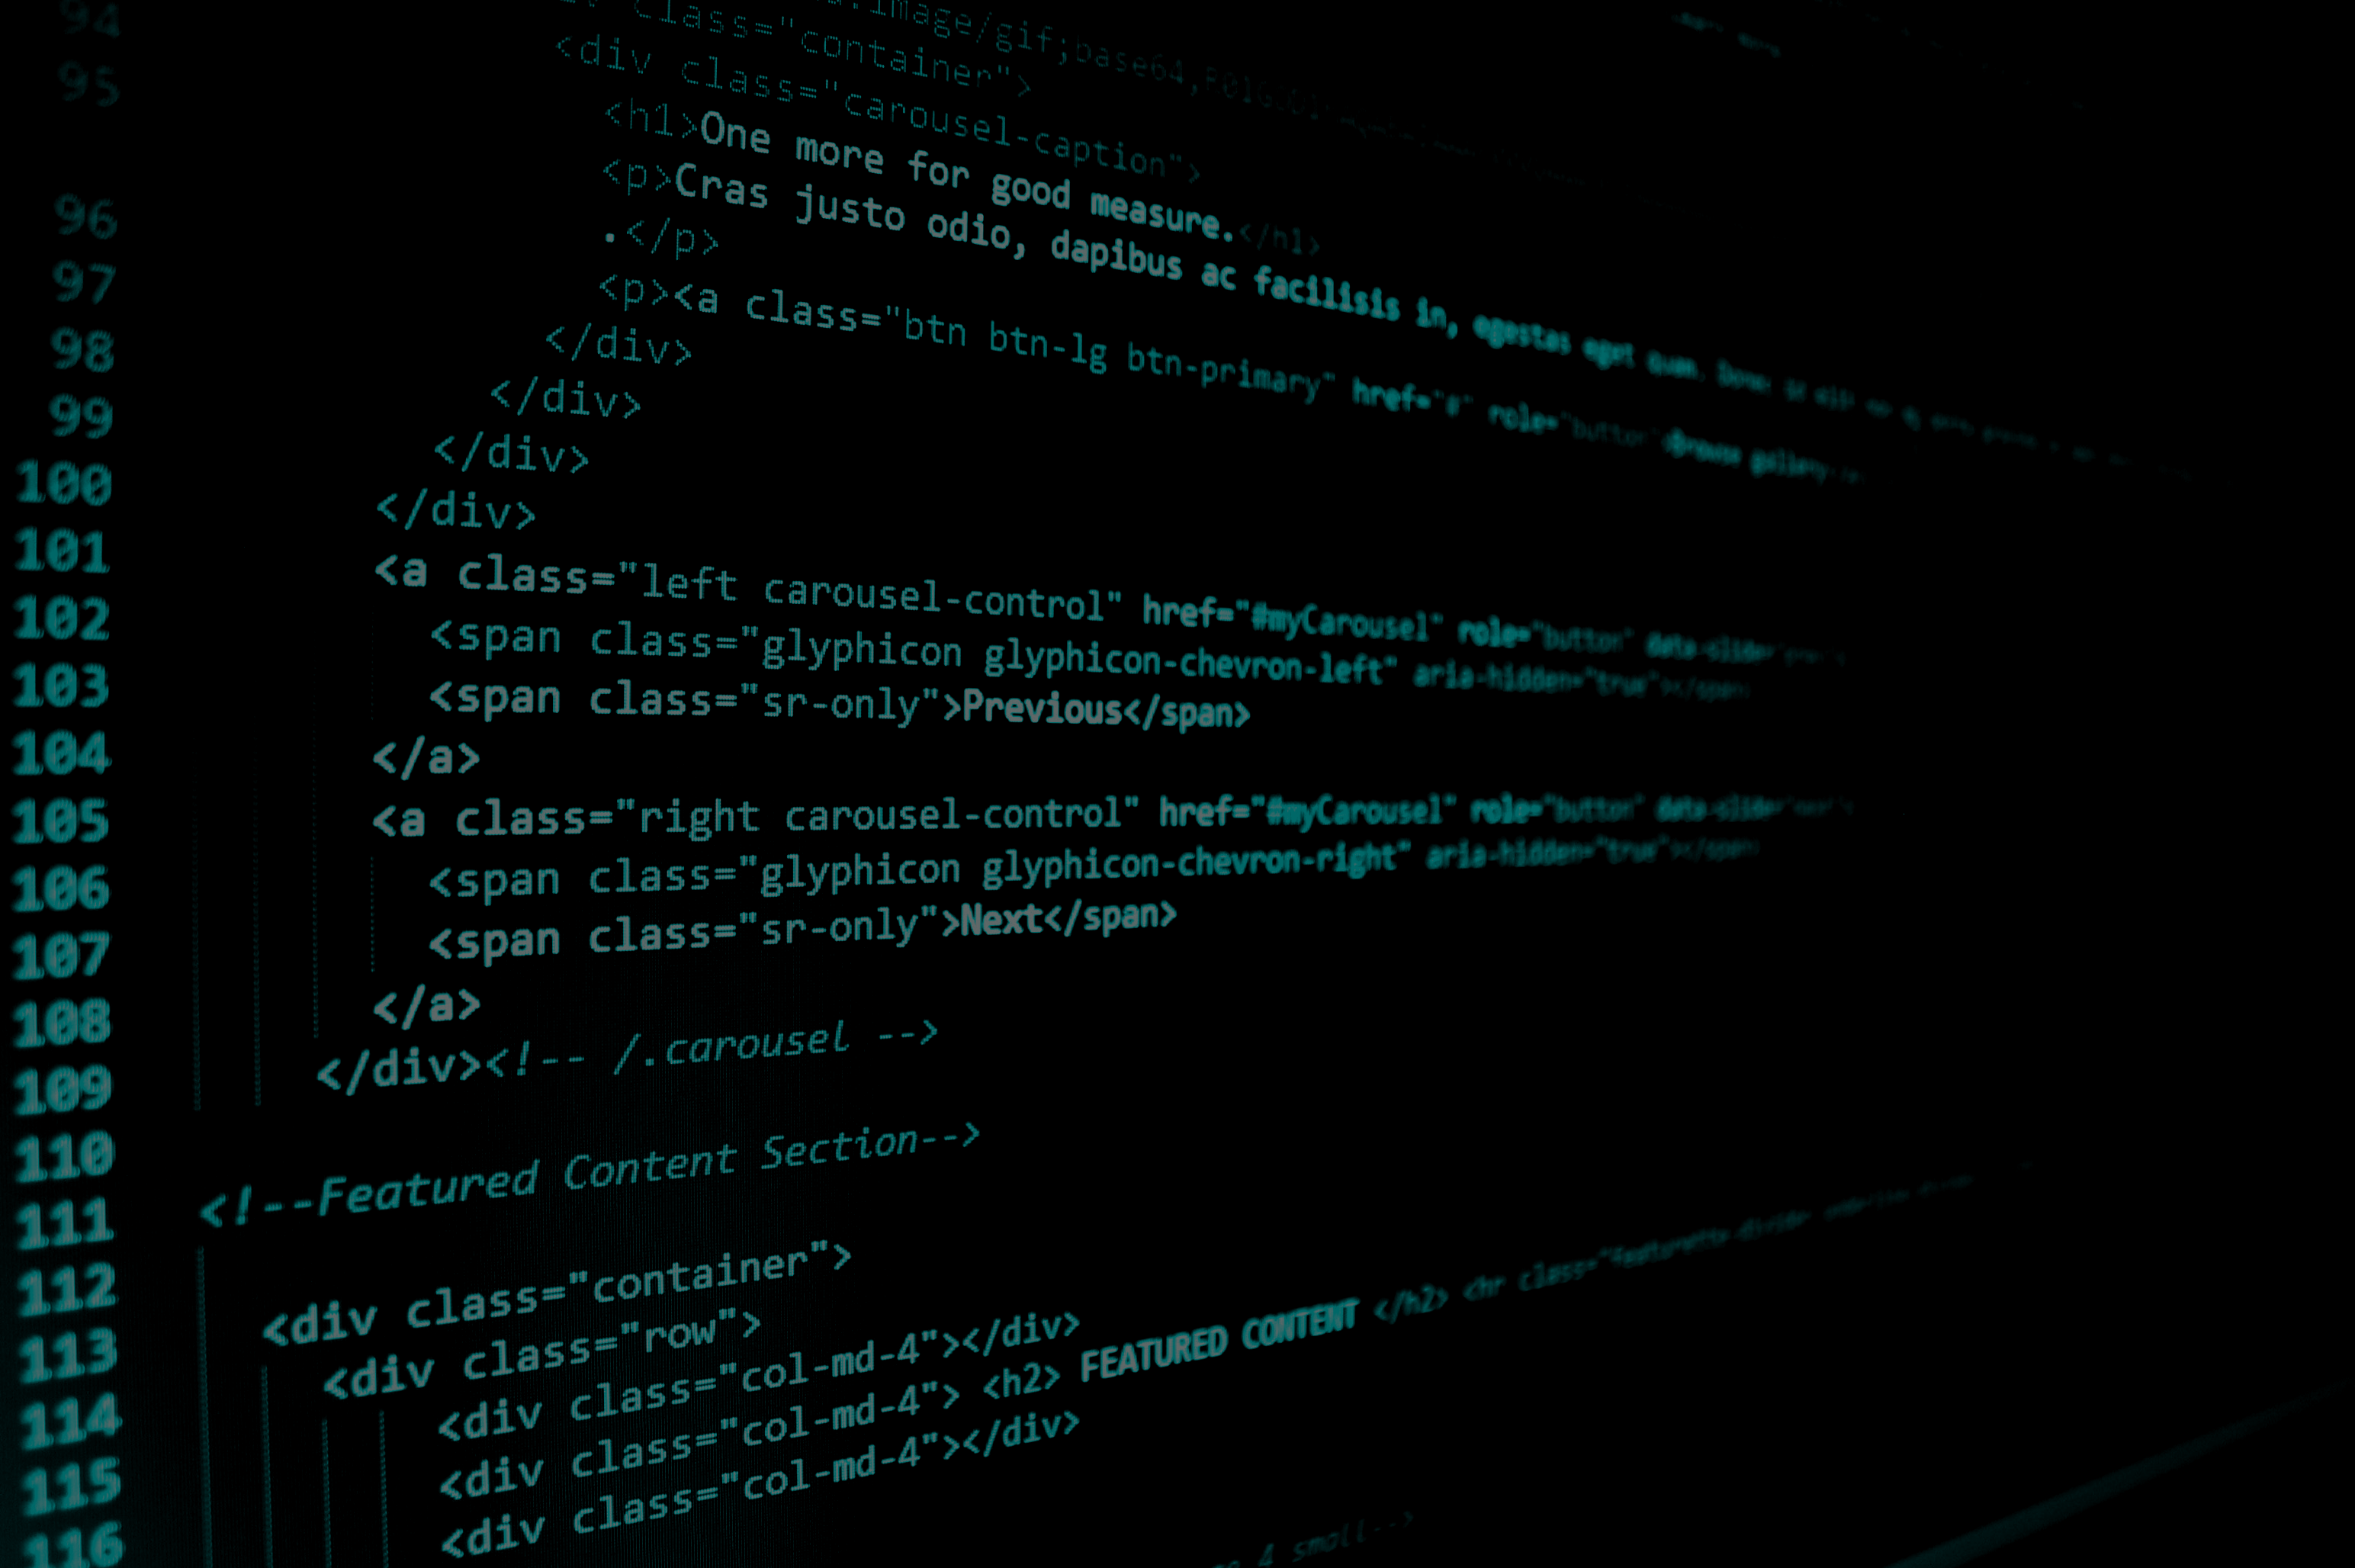 94
95 image/gif;base64,
class="container">
<div class="carousel-caption">
<h1>One more for good measure.</h1>
96 <p>Cras justo odio, dapibus ac facilisis in, egestas eget quam.
.</p>
97 <p><a class="btn btn-lg btn-primary" href="#" role="button">Browse gallery
98 </div>
99 </div>
100 </div>
101 </div>
102 <a class="left carousel-control" href="#myCarousel" role="button" data-slide=
103 <span class="glyphicon glyphicon-chevron-left" aria-hidden="true"></span>
<span class="sr-only">Previous</span>
104 </a>
105 <a class="right carousel-control" href="#myCarousel" role="button" data-slide=
106 <span class="glyphicon glyphicon-chevron-right" aria-hidden="true"></span>
107 <span class="sr-only">Next</span>
108 </a>
109 </div><!-- /.carousel -->
110
111 <!--Featured Content Section-->
112
113 <div class="container">
<div class="row">
114 <div class="col-md-4"></div>
115 <div class="col-md-4"> <h2> FEATURED CONTENT </h2> <hr class="featurette-divider
116 <div class="col-md-4"></div>
4 small-->